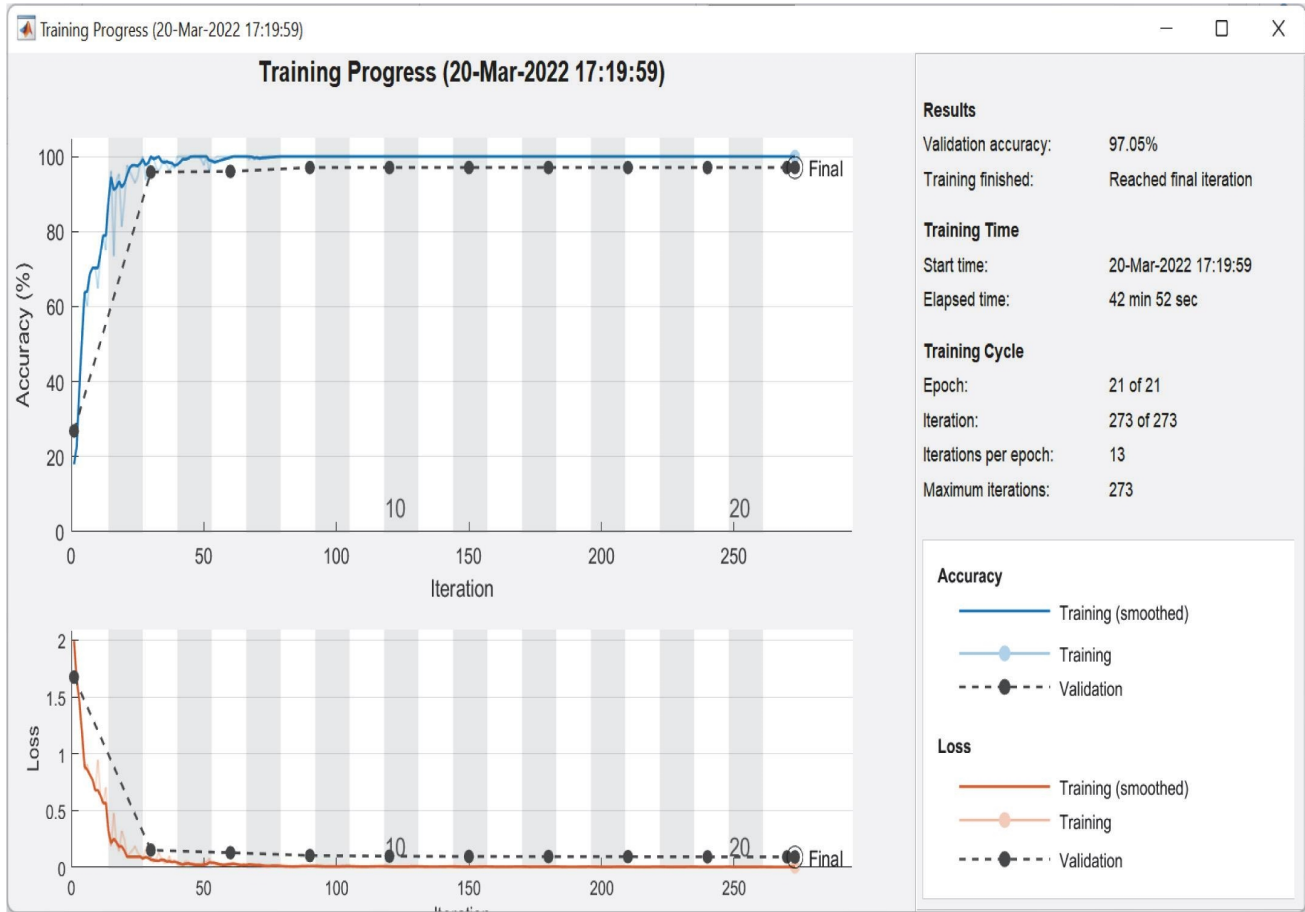 Training Progress (20-Mar-2022 17:19:59)
Training Progress (20-Mar-2022 17:19:59)
Accuracy (%)
100
80
60
40
20
0
Final
10
20
0
50
100
150
200
250
Iteration
Loss
2
1.5
1
0.5
0
10
20
Final
0
50
100
150
200
250
Iteration
Results
Validation accuracy: 97.05%
Training finished: Reached final iteration
Training Time
Start time: 20-Mar-2022 17:19:59
Elapsed time: 42 min 52 sec
Training Cycle
Epoch: 21 of 21
Iteration: 273 of 273
Iterations per epoch: 13
Maximum iterations: 273
Accuracy
Training (smoothed)
Training
Validation
Loss
Training (smoothed)
Training
Validation